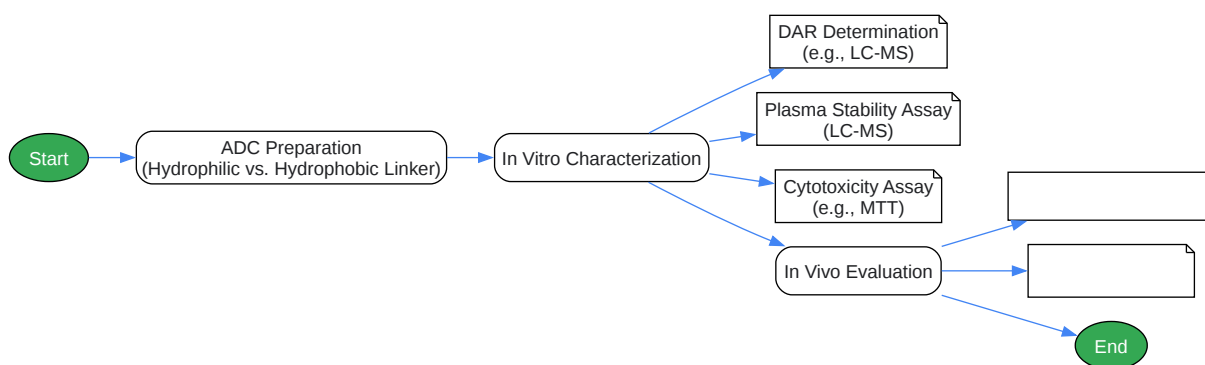 Start
ADC Preparation
(Hydrophilic vs. Hydrophobic Linker)
In Vitro Characterization
DAR Determination
(e.g., LC-MS)
Plasma Stability Assay
(LC-MS)
Cytotoxicity Assay
(e.g., MTT)
In Vivo Evaluation
End